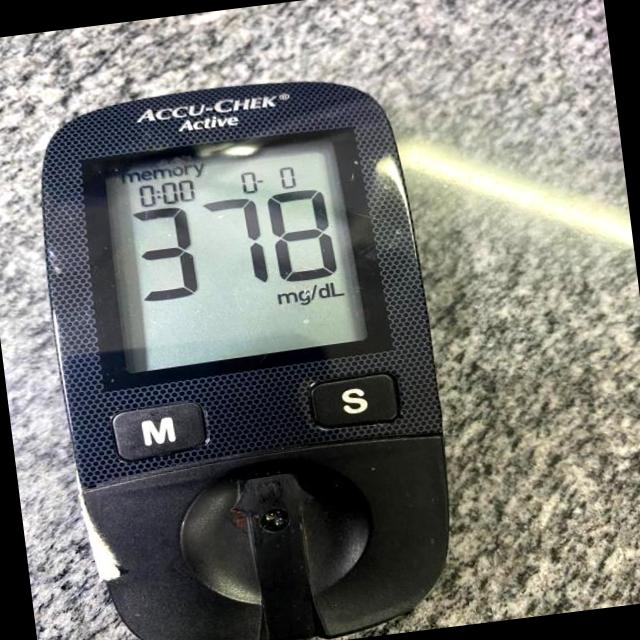 ACCU-CHEK®
Active
memory
0:00 0- 0
378
mg/dL
M S